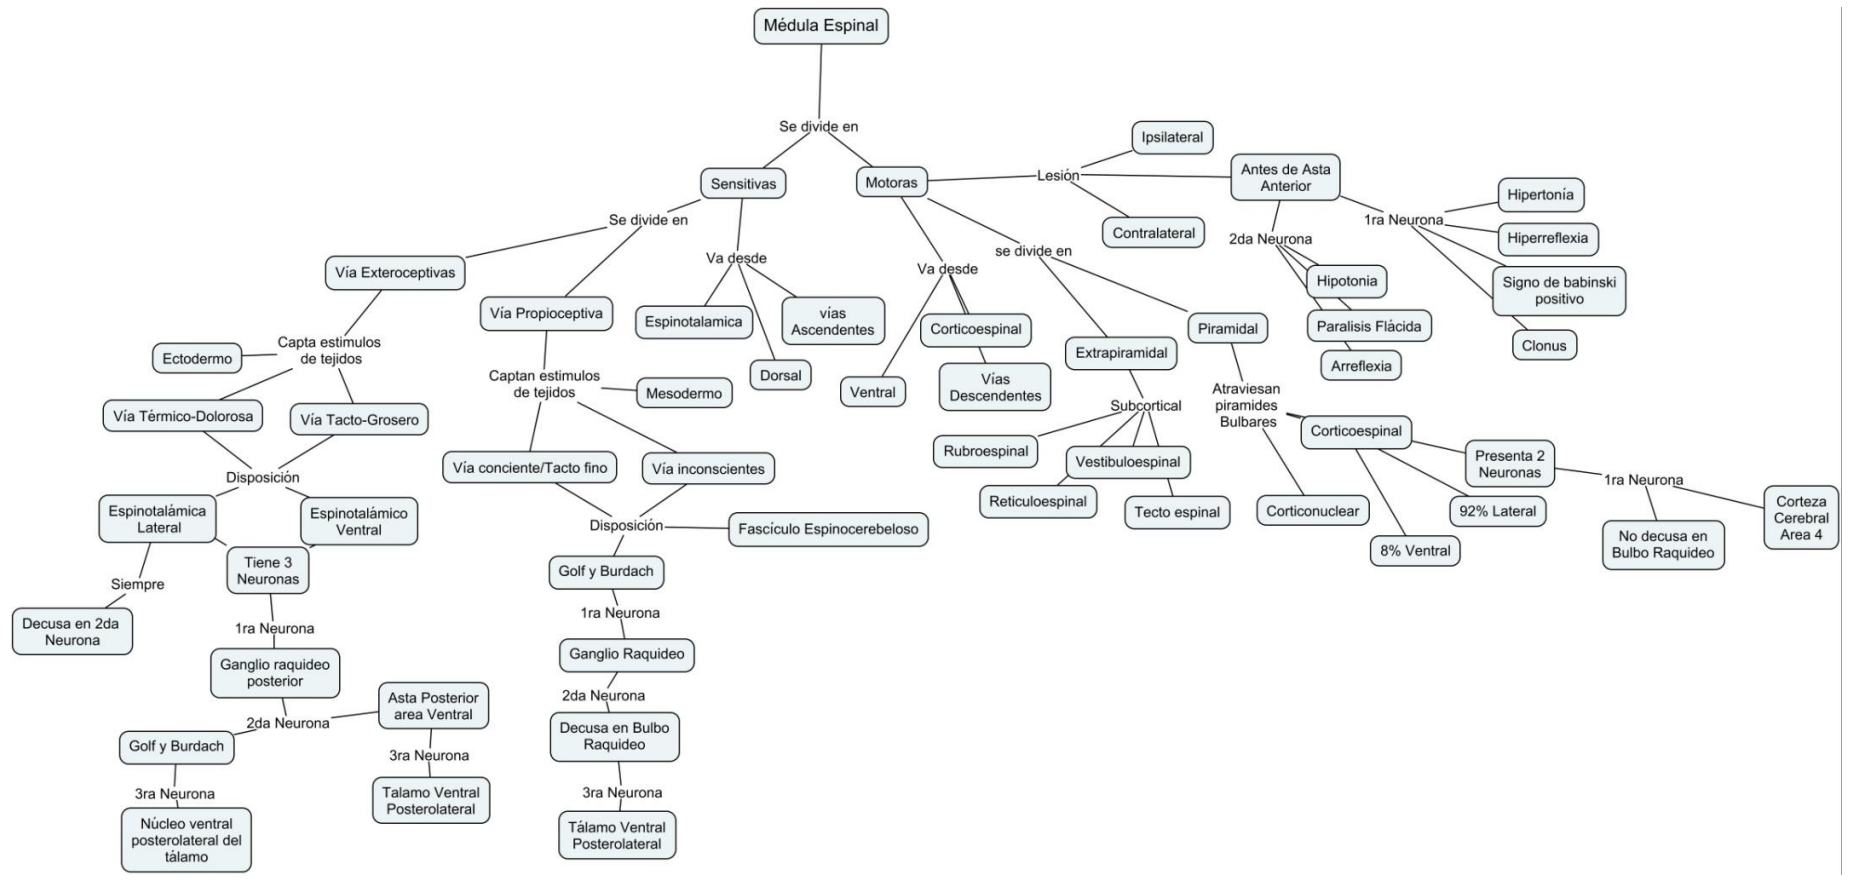 Médula Espinal
Se divide en
Sensitivas
Motoras
Lesión
Ipsilateral
Contralateral
Antes de Asta
Anterior
1ra Neurona
Hipertonía
Hiperreflexia
Signo de babinski
positivo
Clonus
2da Neurona
Hipotonia
Paralisis Flácida
Arreflexia
Se divide en
Va desde
Va desde
se divide en
Vía Exteroceptivas
Vía Propioceptiva
Espinotalamica
vías
Ascendentes
Dorsal
Ventral
Corticoespinal
Vías
Descendentes
Extrapiramidal
Piramidal
Capta estimulos
de tejidos
Ectodermo
Vía Térmico-Dolorosa
Vía Tacto-Grosero
Captan estimulos
de tejidos
Mesodermo
Vía conciente/Tacto fino
Vía inconscientes
Subcortical
Rubroespinal
Vestibuloespinal
Reticuloespinal
Tecto espinal
Atraviesan
piramides
Bulbares
Corticoespinal
Corticonuclear
8% Ventral
92% Lateral
Presenta 2
Neuronas
1ra Neurona
No decusa en
Bulbo Raquideo
Corteza
Cerebral
Area 4
Disposición
Espinotalámica
Lateral
Espinotalámico
Ventral
Tiene 3
Neuronas
Siempre
Decusa en 2da
Neurona
1ra Neurona
Ganglio raquideo
posterior
2da Neurona
Golf y Burdach
3ra Neurona
Núcleo ventral
posterolateral del
tálamo
Asta Posterior
area Ventral
3ra Neurona
Talamo Ventral
Posterolateral
Disposición
Fascículo Espinocerebeloso
Golf y Burdach
1ra Neurona
Ganglio Raquideo
2da Neurona
Decusa en Bulbo
Raquideo
3ra Neurona
Tálamo Ventral
Posterolateral